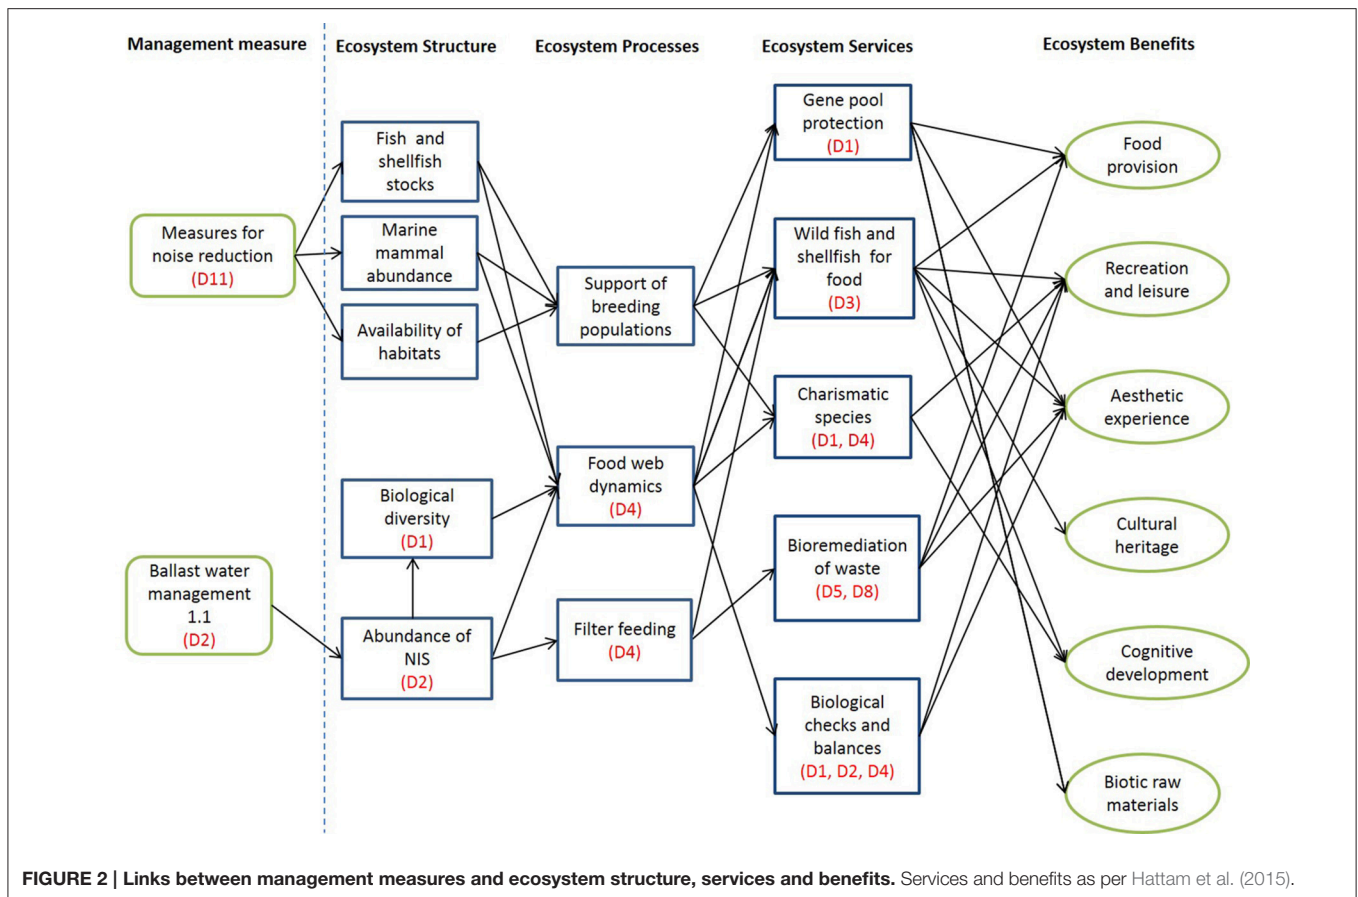 Management measure
Ecosystem Structure
Ecosystem Processes
Ecosystem Services
Ecosystem Benefits
Measures for
noise reduction
(D11)
Ballast water
management
1.1
(D2)
Fish and
shellfish
stocks
Marine
mammal
abundance
Availability of
habitats
Biological
diversity
(D1)
Abundance of
NIS
(D2)
Support of
breeding
populations
Food web
dynamics
(D4)
Filter feeding
(D4)
Gene pool
protection
(D1)
Wild fish and
shellfish for
food
(D3)
Charismatic
species
(D1, D4)
Bioremediation
of waste
(D5, D8)
Biological
checks and
balances
(D1, D2, D4)
Food
provision
Recreation
and leisure
Aesthetic
experience
Cultural
heritage
Cognitive
development
Biotic raw
materials
FIGURE 2 | Links between management measures and ecosystem structure, services and benefits. Services and benefits as per Hattam et al. (2015).